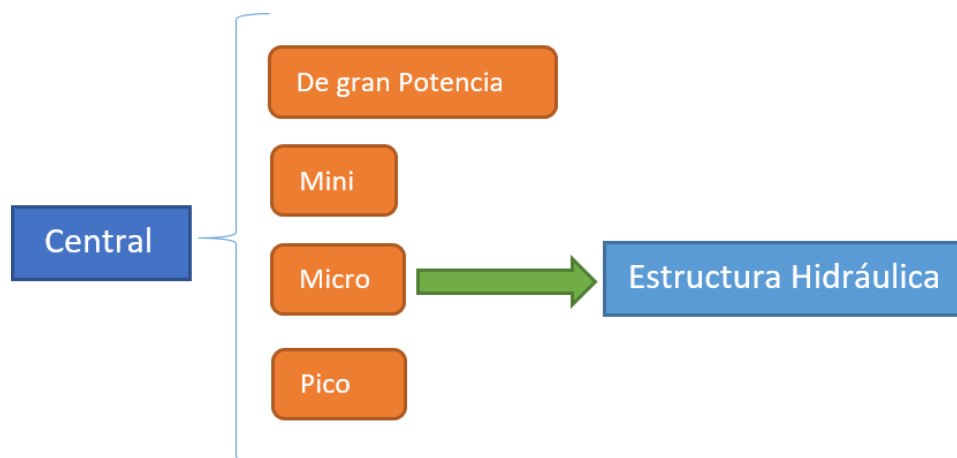 De gran Potencia
Mini
Central
Micro
Estructura Hidráulica
Pico